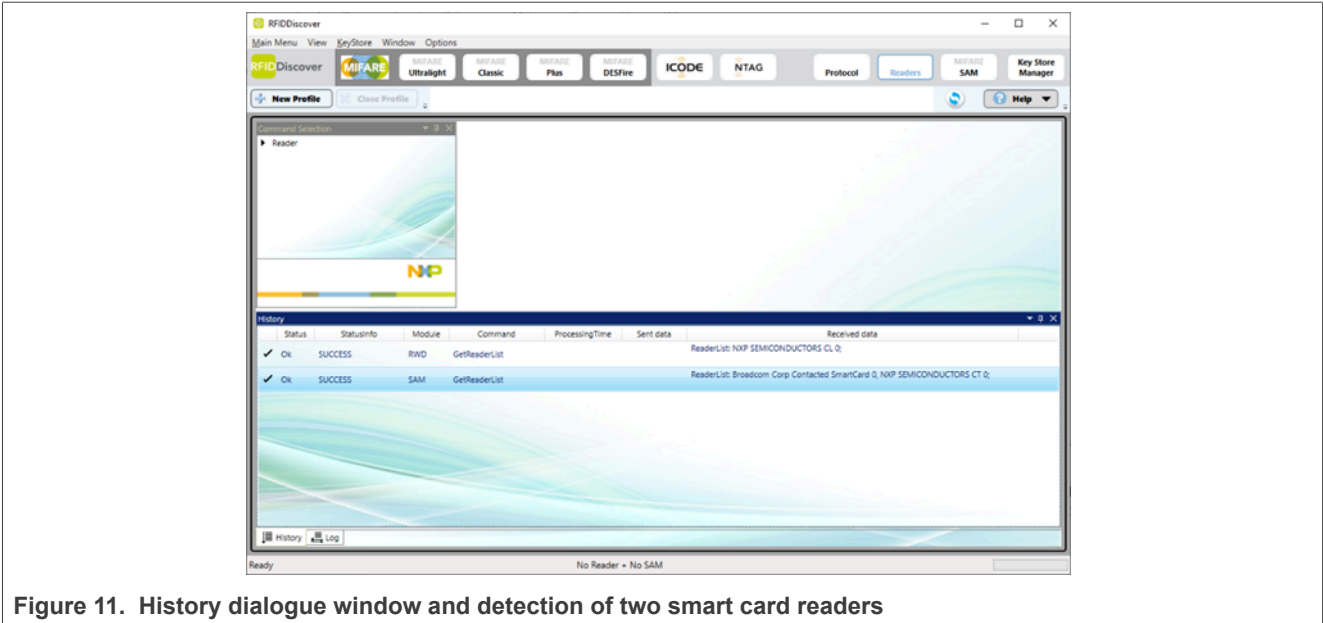 RFIDDiscover
Main Menu View KeyStore Window Options
RFIDDiscover MIFARE MIFARE Ultralight MIFARE Classic MIFARE Plus MIFARE DESFire ICODE NTAG Protocol Readers MIFARE SAM Key Store Manager
New Profile Close Profile Help
Command Selection
Reader
NXP
History
Status StatusInfo Module Command ProcessingTime Sent data Received data
Ok SUCCESS RWD GetReaderList ReaderList: NXP SEMICONDUCTORS CL 0;
Ok SUCCESS SAM GetReaderList ReaderList: Broadcom Corp Contacted SmartCard 0, NXP SEMICONDUCTORS CT 0;
History Log
Ready No Reader + No SAM
Figure 11. History dialogue window and detection of two smart card readers